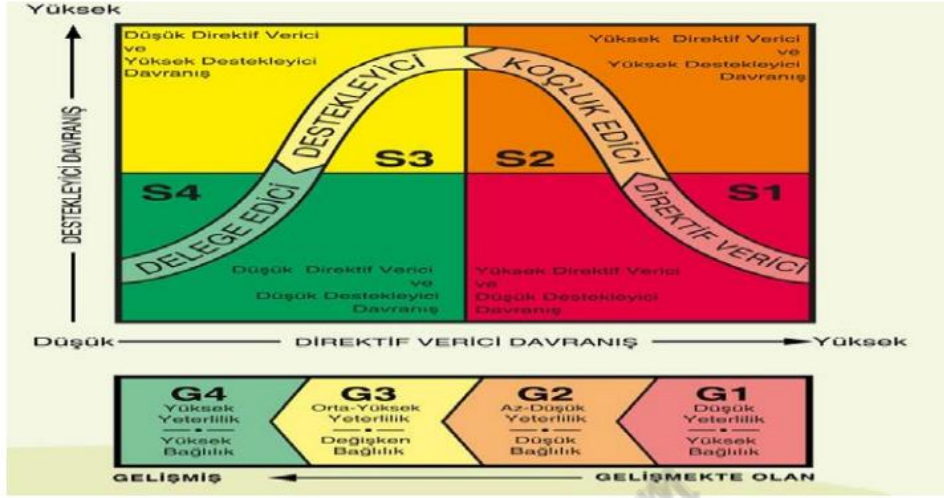 Yüksek
DESTEKLEYİCİ DAVRANIŞ
Düşük Direktif Verici
ve
Yüksek Destekleyici
Davranış
Yüksek Direktif Verici
ve
Yüksek Destekleyici
Davranış
DESTEKLEYİCİ
KOÇLUK EDİCİ
S3
S2
S4
S1
DELEGE EDİCİ
DİREKTİF VERİCİ
Düşük Direktif Verici
ve
Düşük Destekleyici
Davranış
Yüksek Direktif Verici
ve
Düşük Destekleyici
Davranış
Düşük
DİREKTİF VERİCİ DAVRANIŞ
Yüksek
G4
Yüksek
Yeterlilik
Yüksek
Bağlılık
G3
Orta-Yüksek
Yeterlilik
Değişken
Bağlılık
G2
Az-Düşük
Yeterlilik
Düşük
Bağlılık
G1
Düşük
Yeterlilik
Yüksek
Bağlılık
GELİŞMİŞ
GELİŞMEKTE OLAN